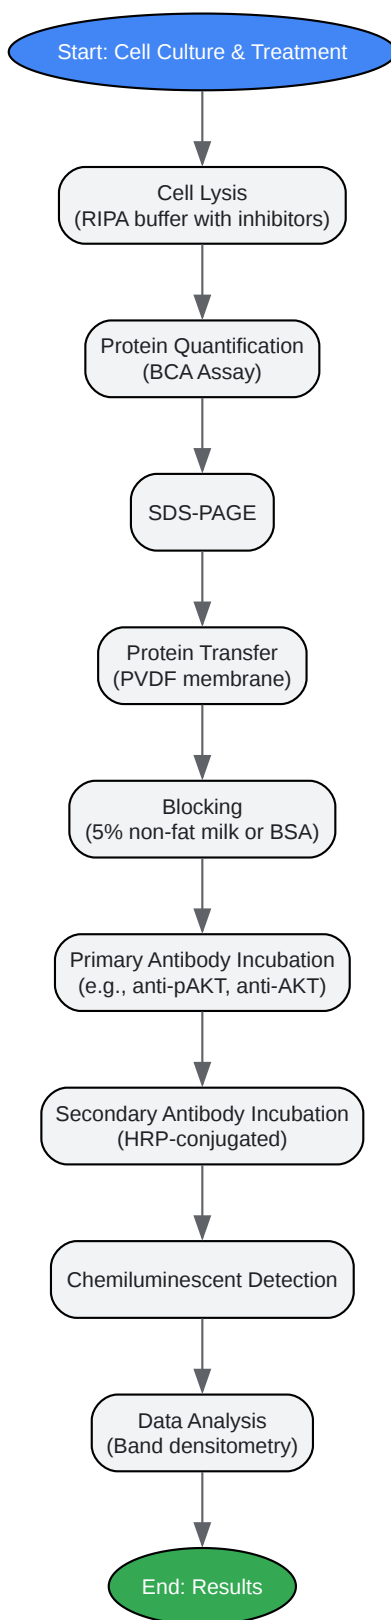 Start: Cell Culture & Treatment
Cell Lysis
(RIPA buffer with inhibitors)
Protein Quantification
(BCA Assay)
SDS-PAGE
Protein Transfer
(PVDF membrane)
Blocking
(5% non-fat milk or BSA)
Primary Antibody Incubation
(e.g., anti-pAKT, anti-AKT)
Secondary Antibody Incubation
(HRP-conjugated)
Chemiluminescent Detection
Data Analysis
(Band densitometry)
End: Results